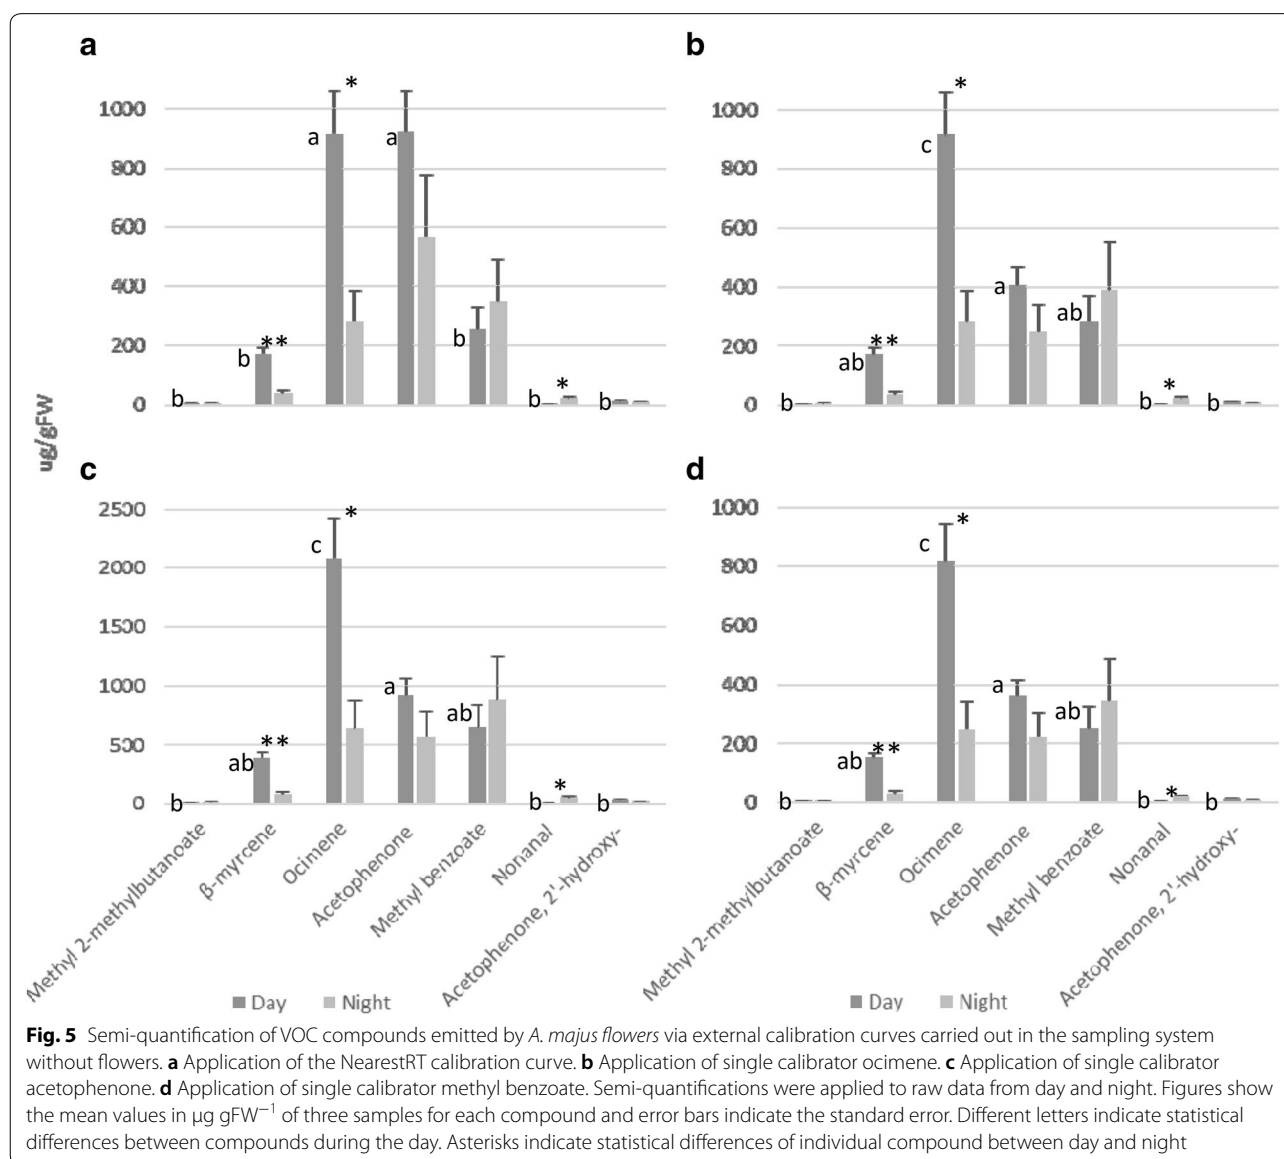 a
1000
800
600
400
200
0
b
**
b
a
*
a
b
b
*
b
b
1000
800
600
400
200
0
b
ab
**
c
*
a
ab
b
*
b
ug/gFW
c
2500
2000
1500
1000
500
0
b
ab
**
c
*
a
ab
b
*
b
Methyl 2-methylbutanoate
β-myrcene
Ocimene
Acetophenone
Methyl benzoate
Nonanal
Acetophenone, 2'-hydroxy-
Day Night
d
1000
800
600
400
200
0
b
ab
**
c
*
a
ab
b
*
b
Methyl 2-methylbutanoate
β-myrcene
Ocimene
Acetophenone
Methyl benzoate
Nonanal
Acetophenone, 2'-hydroxy-
Day Night
Fig. 5 Semi-quantification of VOC compounds emitted by A. majus flowers via external calibration curves carried out in the sampling system
without flowers. a Application of the NearestRT calibration curve. b Application of single calibrator ocimene. c Application of single calibrator
acetophenone. d Application of single calibrator methyl benzoate. Semi-quantifications were applied to raw data from day and night. Figures show
the mean values in µg gFW⁻¹ of three samples for each compound and error bars indicate the standard error. Different letters indicate statistical
differences between compounds during the day. Asterisks indicate statistical differences of individual compound between day and night